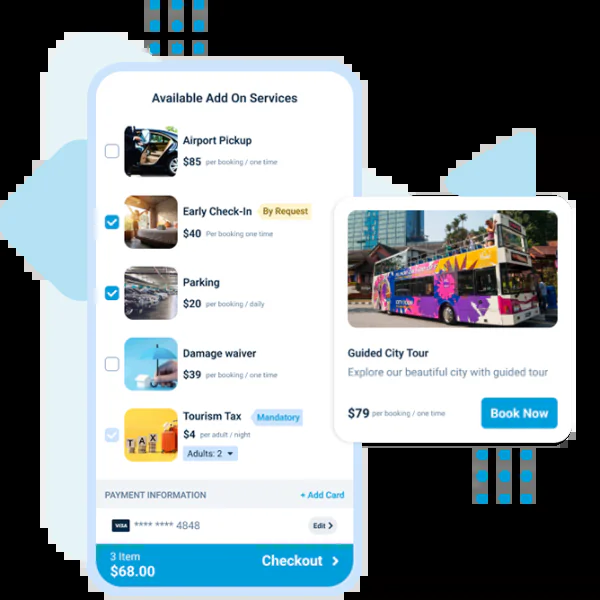 Available Add On Services
Airport Pickup
$85 per booking / one time
Early Check-In By Request
$40 Per booking one time
Parking
$20 per booking / daily
Damage waiver
$39 per booking / one time
Tourism Tax Mandatory
$4 per adult / night
Adults: 2
TAX
PAYMENT INFORMATION + Add Card
VISA **** **** 4848 Edit
3 Item
$68.00
Checkout
Guided City Tour
Explore our beautiful city with guided tour
$79 per booking / one time Book Now